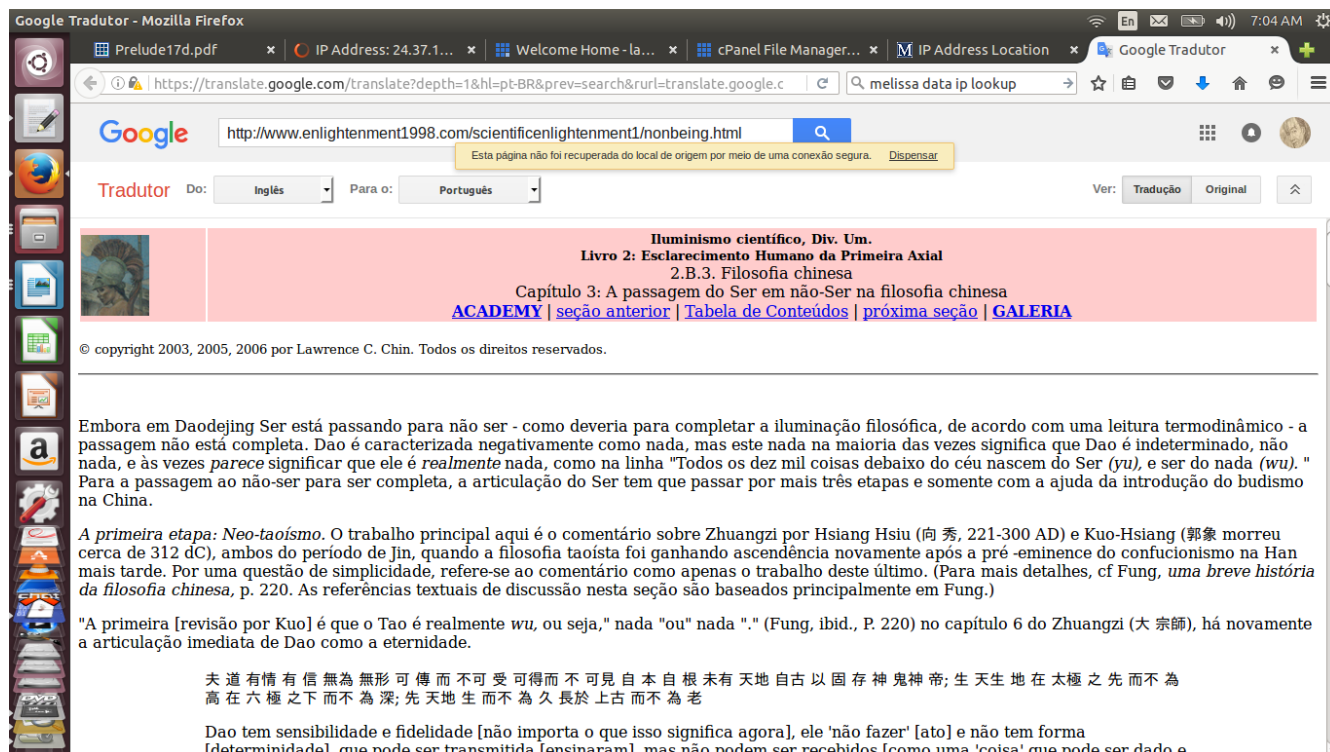 Google Tradutor - Mozilla Firefox
En
7:04 AM
Prelude17d.pdf
IP Address: 24.37.1...
Welcome Home - la...
cPanel File Manager...
IP Address Location
Google Tradutor
https://translate.google.com/translate?depth=1&hl=pt-BR&prev=search&rurl=translate.google.c
melissa data ip lookup
Google
http://www.enlightenment1998.com/scientificenlightenment1/nonbeing.html
Esta página não foi recuperada do local de origem por meio de uma conexão segura. Dispensar
Tradutor Do: Inglês Para o: Português Ver: Tradução Original
Iluminismo científico, Div. Um.
Livro 2: Esclarecimento Humano da Primeira Axial
2.B.3. Filosofia chinesa
Capítulo 3: A passagem do Ser em não-Ser na filosofia chinesa
ACADEMY | seção anterior | Tabela de Conteúdos | próxima seção | GALERIA
© copyright 2003, 2005, 2006 por Lawrence C. Chin. Todos os direitos reservados.
Embora em Daodejing Ser está passando para não ser - como deveria para completar a iluminação filosófica, de acordo com uma leitura termodinâmico - a
passagem não está completa. Dao é caracterizada negativamente como nada, mas este nada na maioria das vezes significa que Dao é indeterminado, não
nada, e às vezes parece significar que ele é realmente nada, como na linha "Todos os dez mil coisas debaixo do céu nascem do Ser (yu), e ser do nada (wu). "
Para a passagem ao não-ser para ser completa, a articulação do Ser tem que passar por mais três etapas e somente com a ajuda da introdução do budismo
na China.
A primeira etapa: Neo-taoísmo. O trabalho principal aqui é o comentário sobre Zhuangzi por Hsiang Hsiu (向 秀, 221-300 AD) e Kuo-Hsiang (郭象 morreu
cerca de 312 dC), ambos do período de Jin, quando a filosofia taoísta foi ganhando ascendência novamente após a pré -eminence do confucionismo na Han
mais tarde. Por uma questão de simplicidade, refere-se ao comentário como apenas o trabalho deste último. (Para mais detalhes, cf Fung, uma breve história
da filosofia chinesa, p. 220. As referências textuais de discussão nesta seção são baseados principalmente em Fung.)
"A primeira [revisão por Kuo] é que o Tao é realmente wu, ou seja," nada "ou" nada "." (Fung, ibid., P. 220) no capítulo 6 do Zhuangzi (大 宗師), há novamente
a articulação imediata de Dao como a eternidade.
夫 道 有情 有 信 無為 無形 可 傳 而 不可 受 可得而 不 可見 自 本 自 根 未有 天地 自古 以 固 存 神 鬼神 帝; 生 天生 地 在 太極 之 先 而不 為
高 在 六 極 之下 而不 為 深; 先 天地 生 而不 為 久 長於 上古 而不 為 老
Dao tem sensibilidade e fidelidade [não importa o que isso significa agora], ele 'não fazer' [ato] e não tem forma
[determinidade], que pode ser transmitida [ensinaram], mas não podem ser recebidos [como uma 'coisa' que pode ser dado e